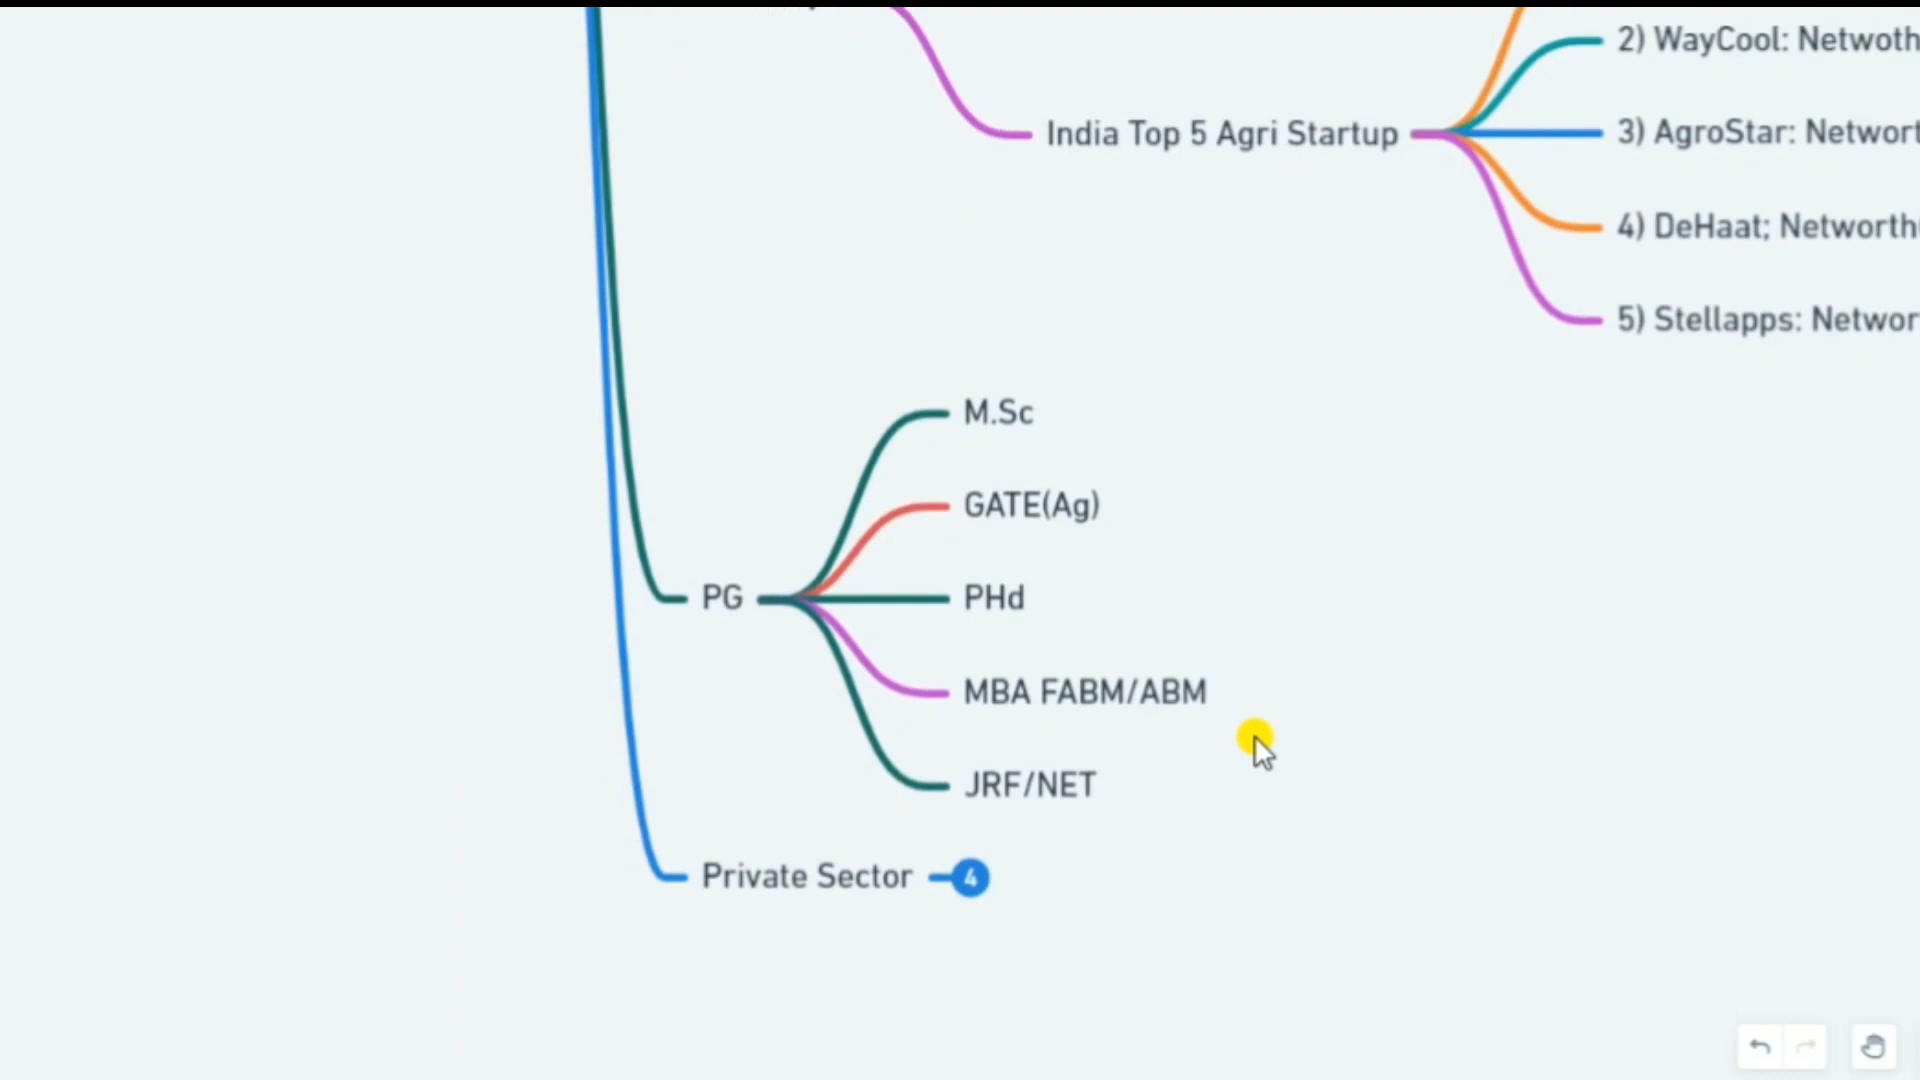 2) WayCool: Netwoth
India Top 5 Agri Startup
3) AgroStar: Networt
4) DeHaat; Networth
5) Stellapps: Networ
M.Sc
GATE(Ag)
PG
PHd
MBA FABM/ABM
JRF/NET
Private Sector
4